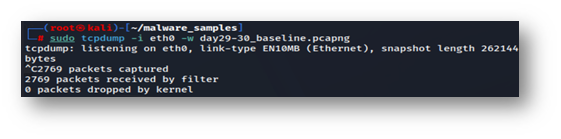 ┌──(root㉿kali)-[~/malware_samples]
└─# sudo tcpdump -i eth0 -w day29-30_baseline.pcapng
tcpdump: listening on eth0, link-type EN10MB (Ethernet), snapshot length 262144
bytes
^C2769 packets captured
2769 packets received by filter
0 packets dropped by kernel